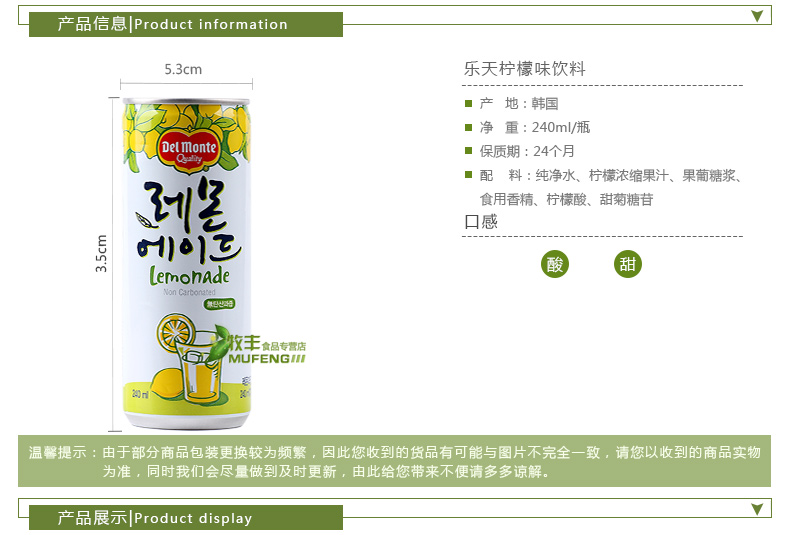 产品信息|Product information
5.3cm
3.5cm
Del Monte
Quality
레몬
에이드
Lemonade
Non Carbonated
240 ml
牧丰食品专营店
MUFENG
乐天柠檬味饮料
产 地：韩国
净 重：240ml/瓶
保质期：24个月
配 料：纯净水、柠檬浓缩果汁、果葡糖浆、
食用香精、柠檬酸、甜菊糖苷
口感
酸 甜
温馨提示：由于部分商品包装更换较为频繁，因此您收到的货品有可能与图片不完全一致，请您以收到的商品实物
为准，同时我们会尽量做到及时更新，由此给您带来不便请多多谅解。
产品展示|Product display